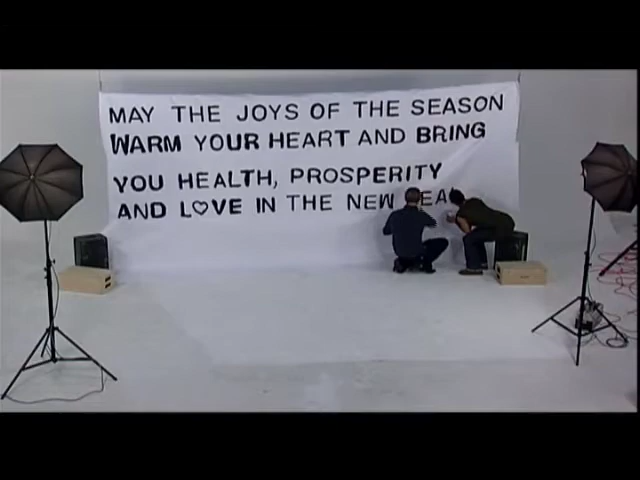 MAY THE JOYS OF THE SEASON
WARM YOUR HEART AND BRING
YOU HEALTH, PROSPERITY
AND L♡VE IN THE NEW